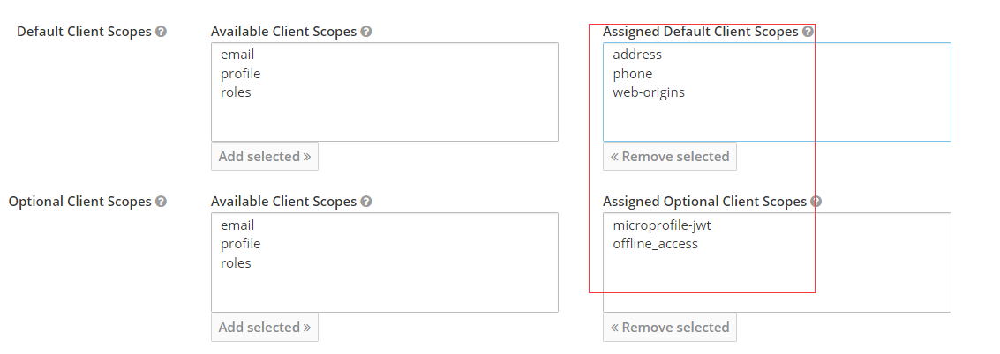 Default Client Scopes
Available Client Scopes
email
profile
roles
Add selected »
Assigned Default Client Scopes
address
phone
web-origins
« Remove selected
Optional Client Scopes
Available Client Scopes
email
profile
roles
Add selected »
Assigned Optional Client Scopes
microprofile-jwt
offline_access
« Remove selected